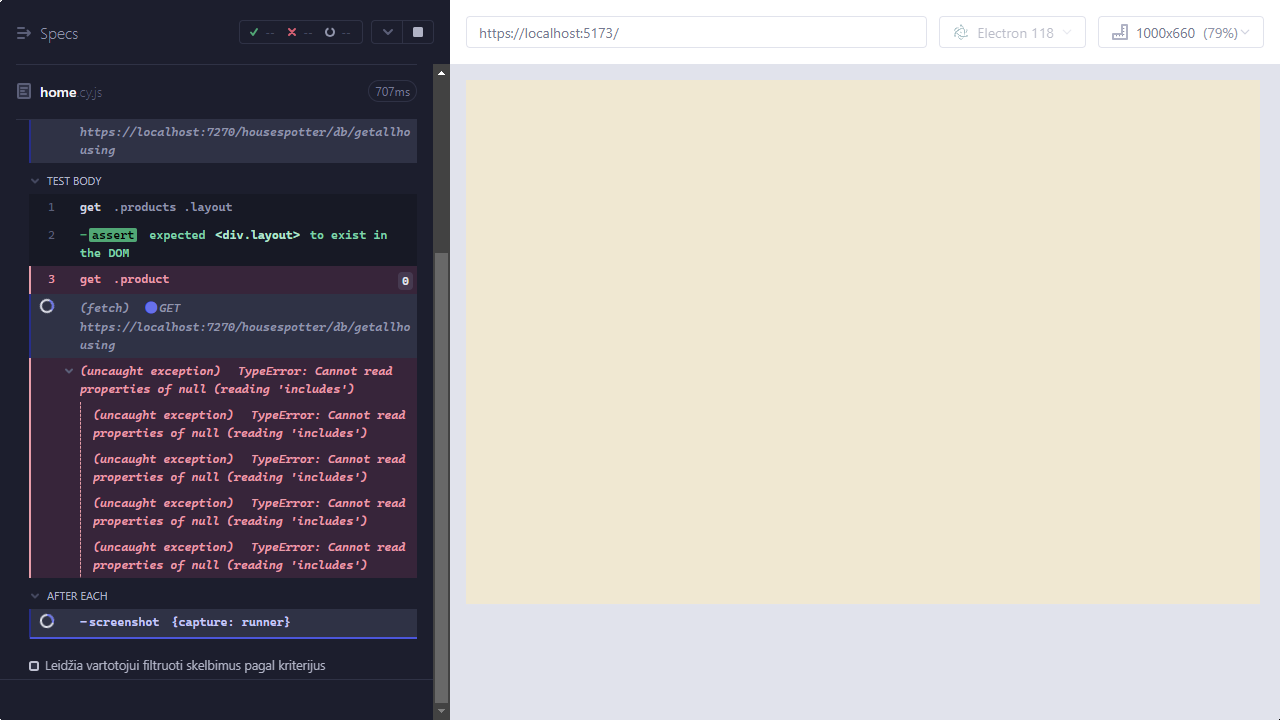 Specs
--
--
--
https://localhost:5173/
Electron 118
1000x660 (79%)
home.cy.js
707ms
https://localhost:7270/housespotter/db/getallho
using
TEST BODY
1 get .products .layout
2 -assert expected <div.layout> to exist in
the DOM
3 get .product 0
(fetch) GET
https://localhost:7270/housespotter/db/getallho
using
(uncaught exception) TypeError: Cannot read
properties of null (reading 'includes')
(uncaught exception) TypeError: Cannot read
properties of null (reading 'includes')
(uncaught exception) TypeError: Cannot read
properties of null (reading 'includes')
(uncaught exception) TypeError: Cannot read
properties of null (reading 'includes')
(uncaught exception) TypeError: Cannot read
properties of null (reading 'includes')
AFTER EACH
-screenshot {capture: runner}
Leidžia vartotojui filtruoti skelbimus pagal kriterijus